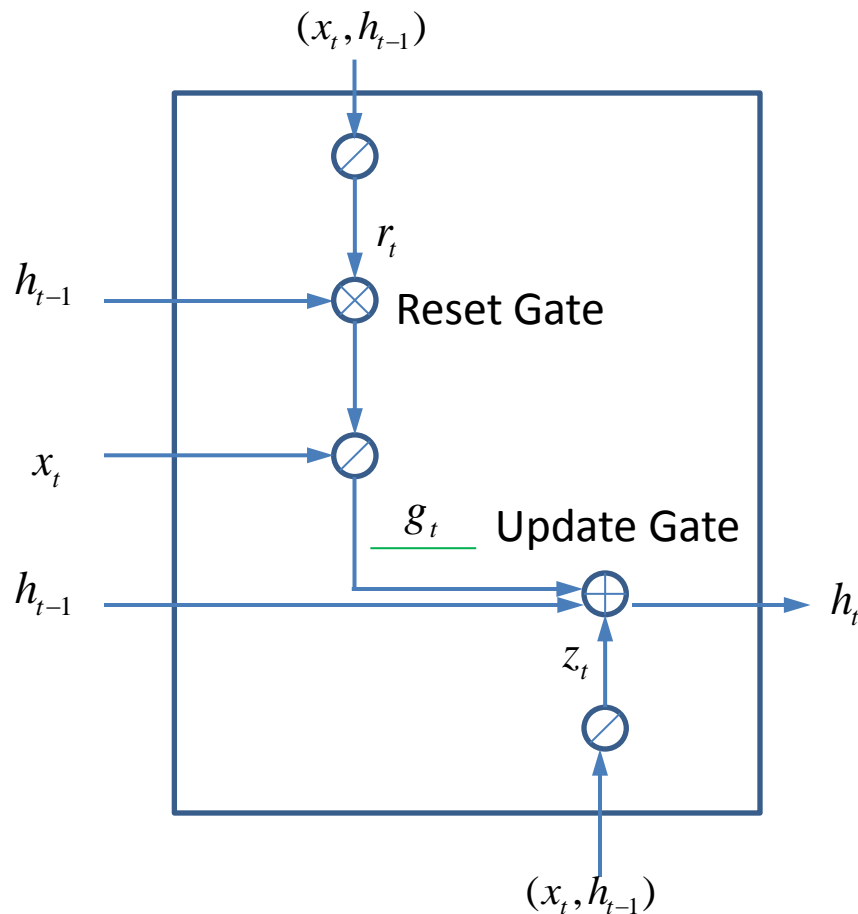 (x_t, h_{t-1})
r_t
h_{t-1}
Reset Gate
x_t
g_t
Update Gate
h_{t-1}
h_t
z_t
(x_t, h_{t-1})